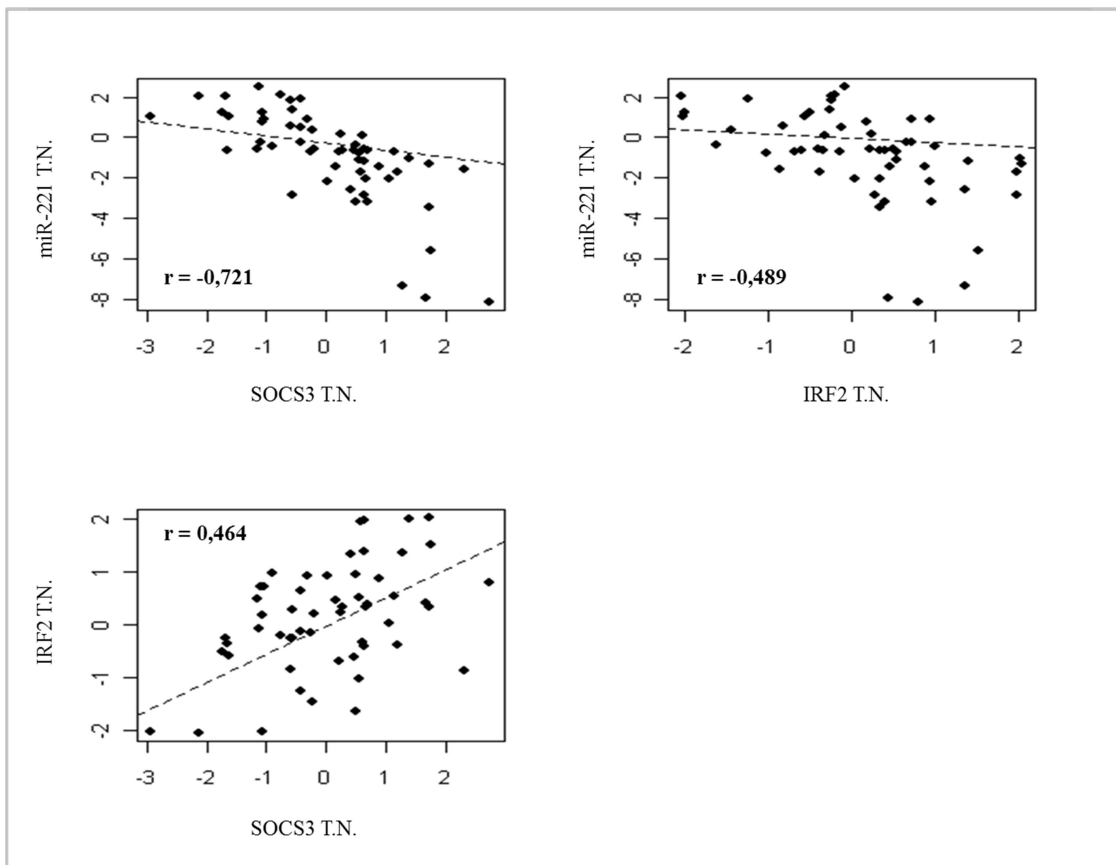 miR-221 T.N.
2
0
-2
-4
-6
-8
r = -0,721
-3 -2 -1 0 1 2
SOCS3 T.N.
miR-221 T.N.
2
0
-2
-4
-6
-8
r = -0,489
-2 -1 0 1 2
IRF2 T.N.
IRF2 T.N.
2
1
0
-1
-2
r = 0,464
-3 -2 -1 0 1 2
SOCS3 T.N.